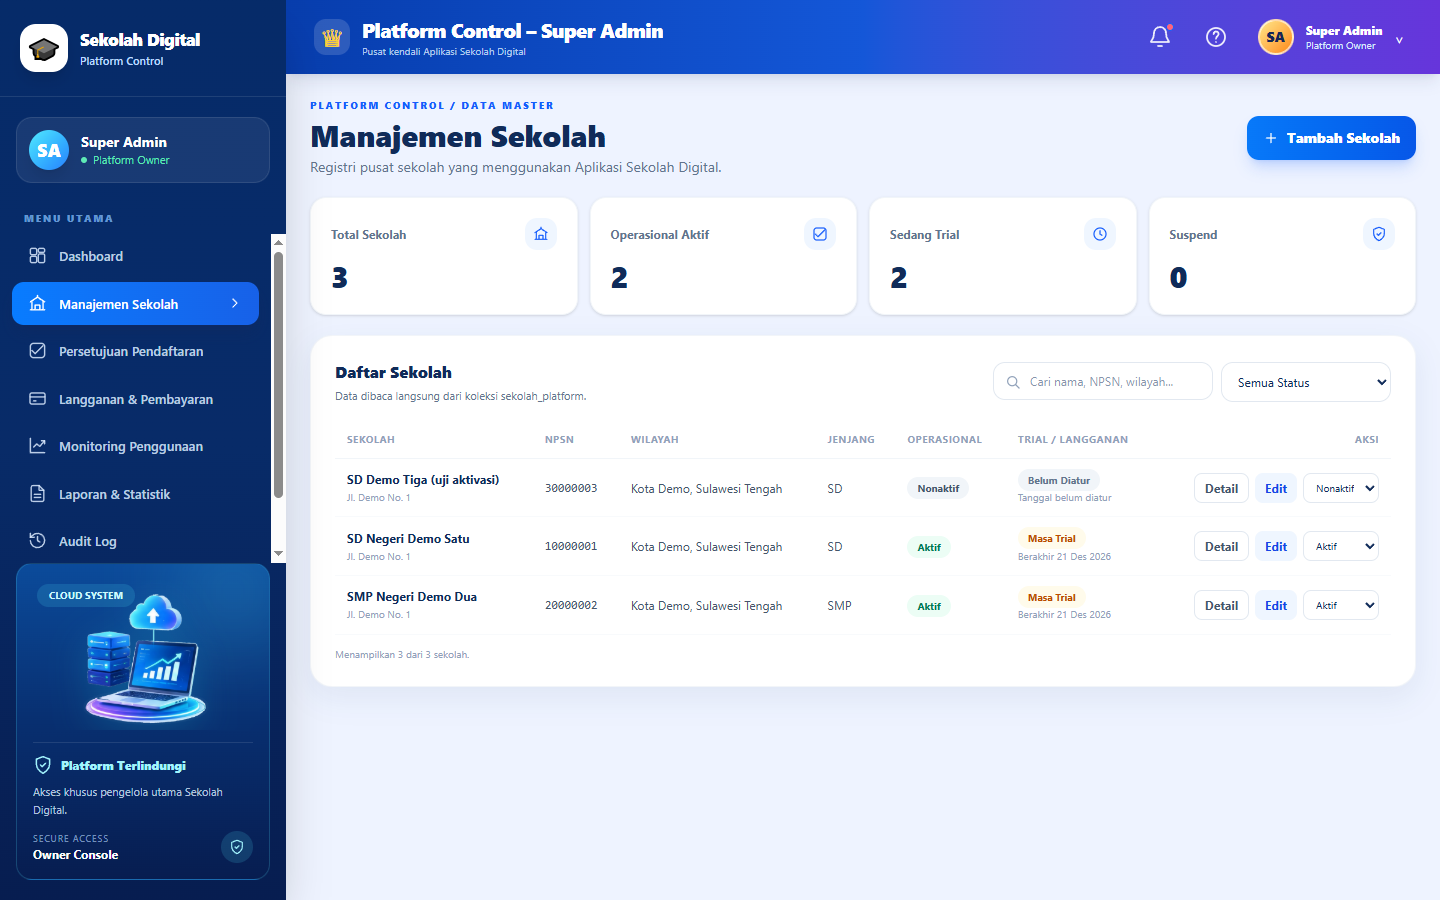 Sekolah Digital
Platform Control
SA
Super Admin
Platform Owner
MENU UTAMA
Dashboard
Manajemen Sekolah
Persetujuan Pendaftaran
Langganan & Pembayaran
Monitoring Penggunaan
Laporan & Statistik
Audit Log
CLOUD SYSTEM
Platform Terlindungi
Akses khusus pengelola utama Sekolah
Digital.
SECURE ACCESS
Owner Console
Platform Control – Super Admin
Pusat kendali Aplikasi Sekolah Digital
SA
Super Admin
Platform Owner
PLATFORM CONTROL / DATA MASTER
Manajemen Sekolah
Registri pusat sekolah yang menggunakan Aplikasi Sekolah Digital.
+ Tambah Sekolah
Total Sekolah
3
Operasional Aktif
2
Sedang Trial
2
Suspend
0
Daftar Sekolah
Data dibaca langsung dari koleksi sekolah_platform.
Cari nama, NPSN, wilayah...
Semua Status
SEKOLAH NPSN WILAYAH JENJANG OPERASIONAL TRIAL / LANGGANAN AKSI
SD Demo Tiga (uji aktivasi) 30000003 Kota Demo, Sulawesi Tengah SD Nonaktif Belum Diatur Detail Edit Nonaktif
Jl. Demo No. 1 Tanggal belum diatur
SD Negeri Demo Satu 10000001 Kota Demo, Sulawesi Tengah SD Aktif Masa Trial Detail Edit Aktif
Jl. Demo No. 1 Berakhir 21 Des 2026
SMP Negeri Demo Dua 20000002 Kota Demo, Sulawesi Tengah SMP Aktif Masa Trial Detail Edit Aktif
Jl. Demo No. 1 Berakhir 21 Des 2026
Menampilkan 3 dari 3 sekolah.